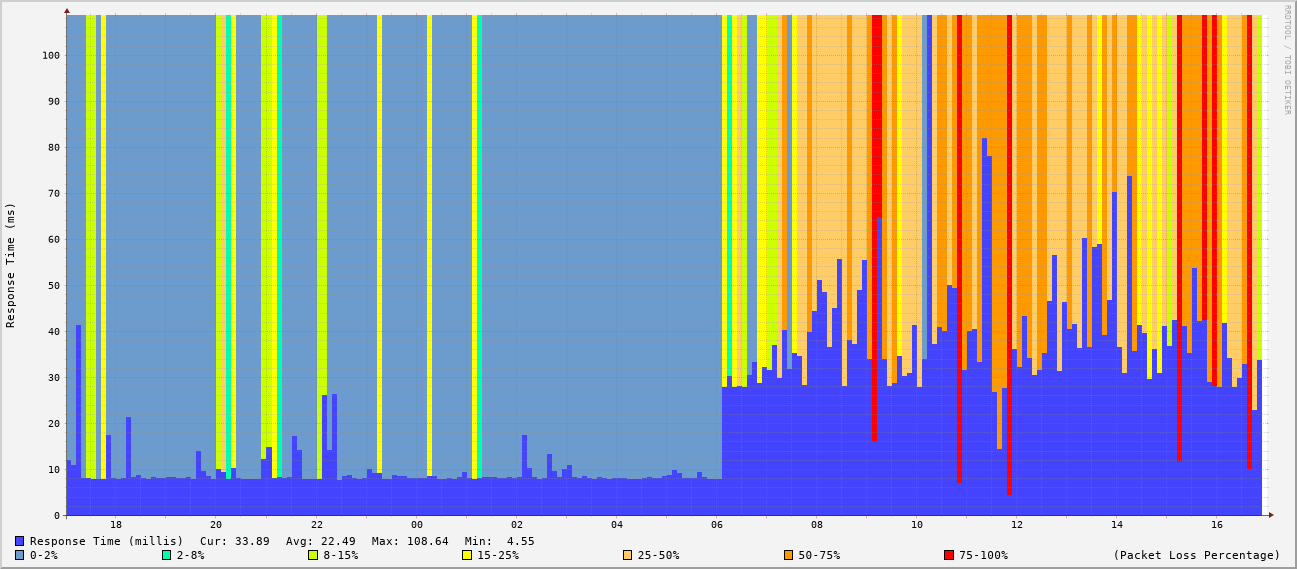 RRDTOOL / TOBI OETIKER
Response Time (ms)
100
90
80
70
60
50
40
30
20
10
0
18 20 22 00 02 04 06 08 10 12 14 16
Response Time (millis) Cur: 33.89 Avg: 22.49 Max: 108.64 Min: 4.55
0-2% 2-8% 8-15% 15-25% 25-50% 50-75% 75-100% (Packet Loss Percentage)